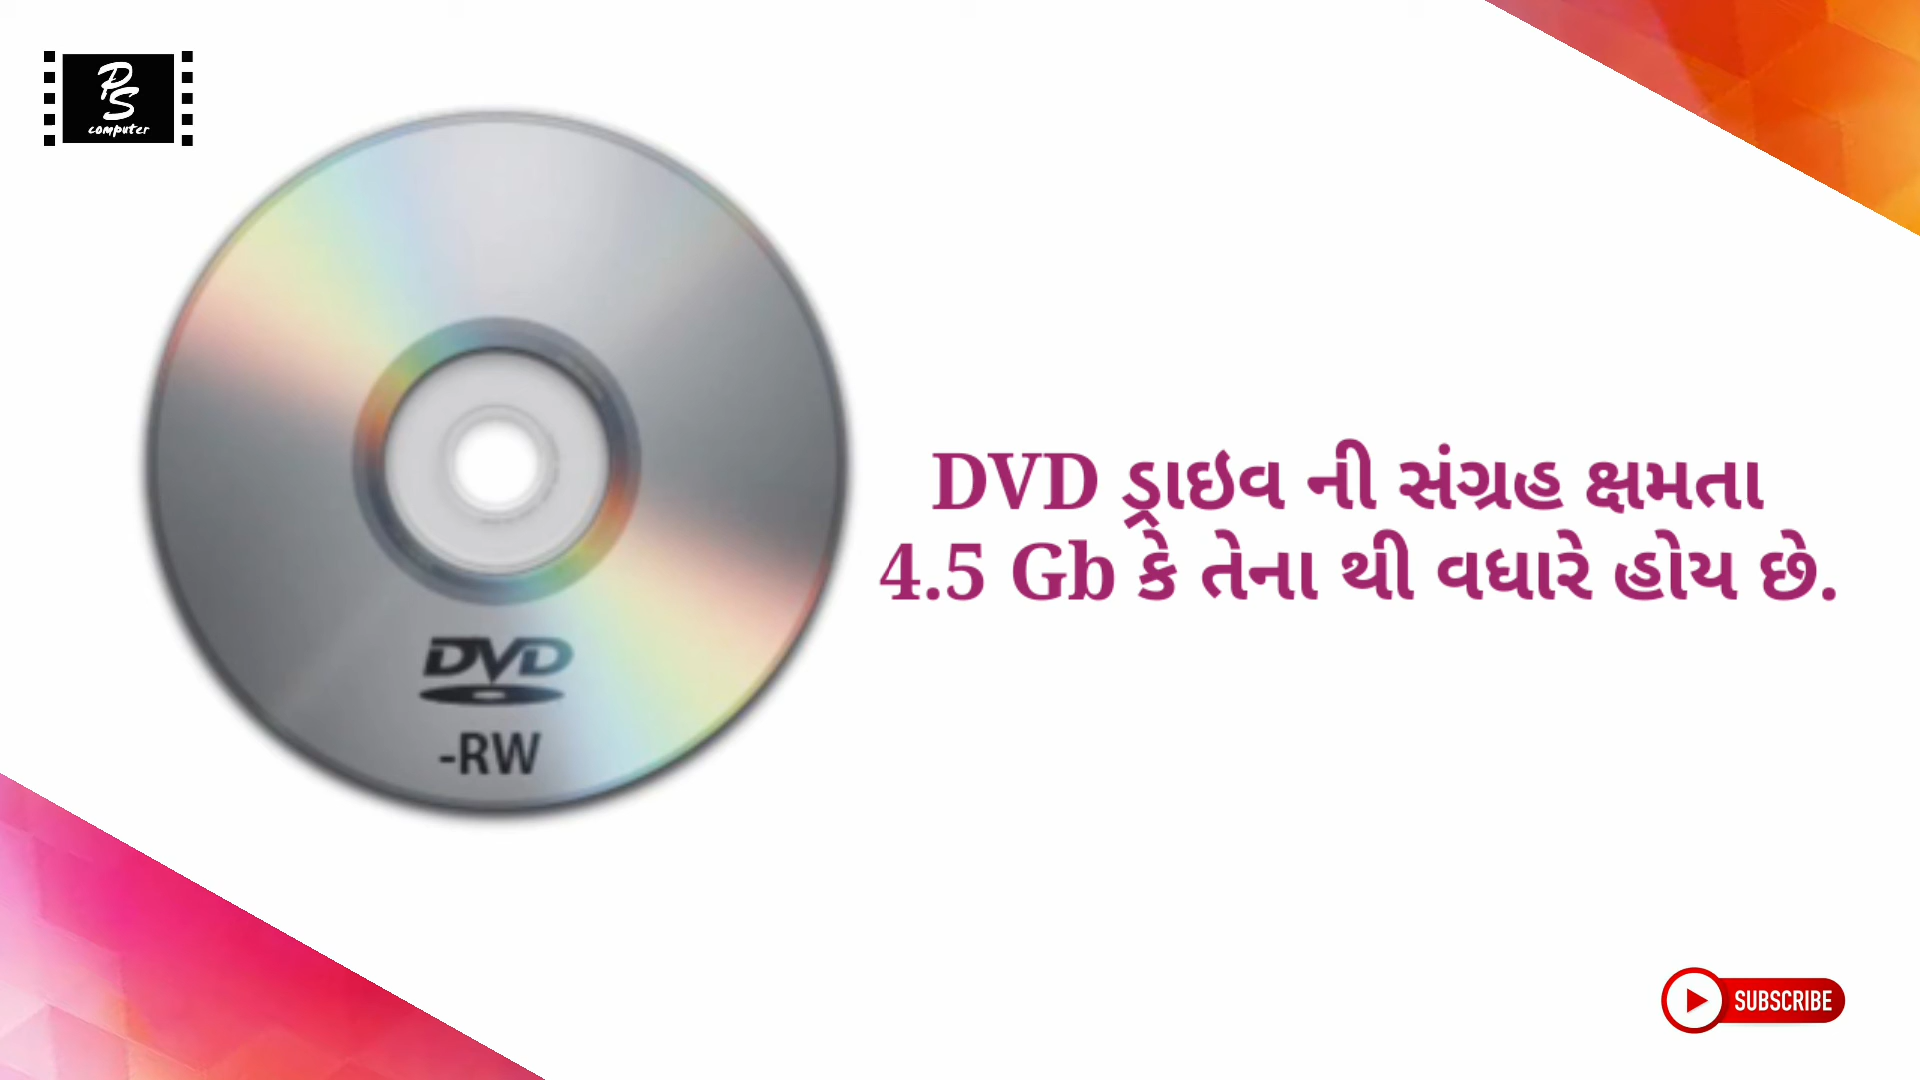 PS
computer
DVD ડ્રાઇવ ની સંગ્રહ ક્ષમતા
4.5 Gb કે તેના થી વધારે હોય છે.
DVD
-RW
SUBSCRIBE